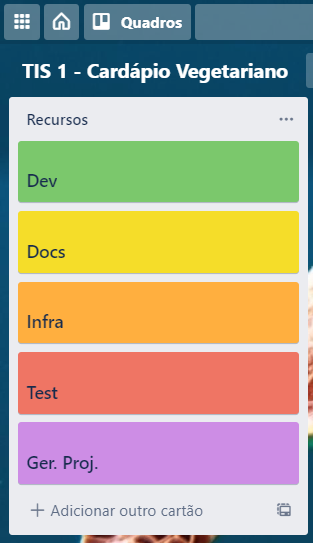 Quadros
TIS 1 - Cardápio Vegetariano
Recursos
Dev
Docs
Infra
Test
Ger. Proj.
Adicionar outro cartão